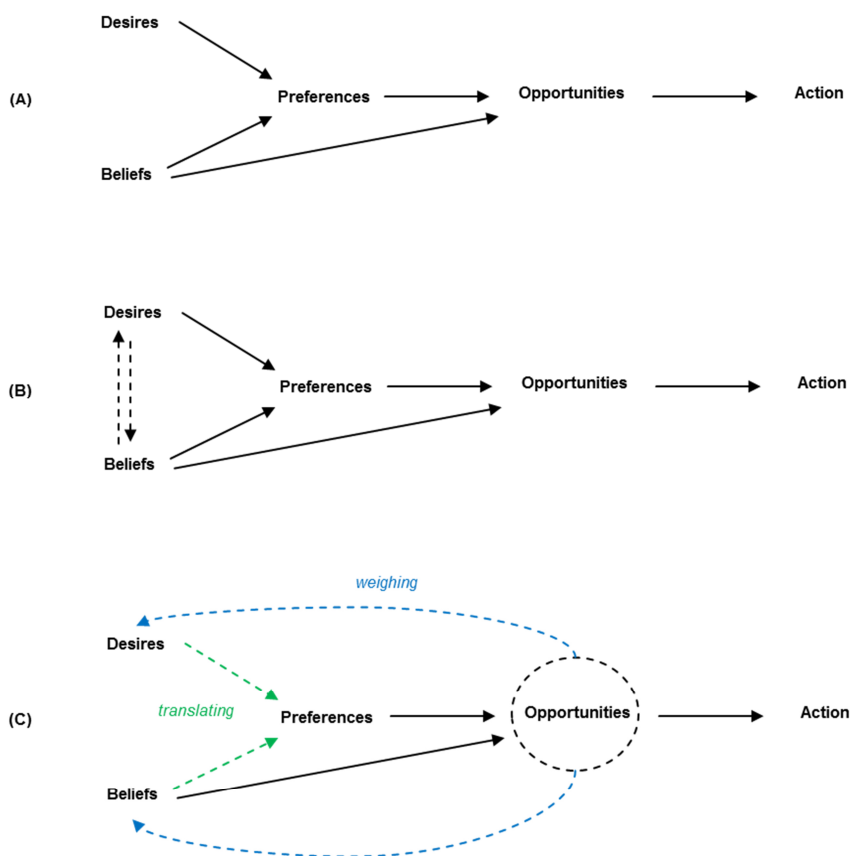 Desires
(A) Preferences Opportunities Action
Beliefs
Desires
(B) Preferences Opportunities Action
Beliefs
weighing
Desires
translating
(C) Preferences Opportunities Action
Beliefs